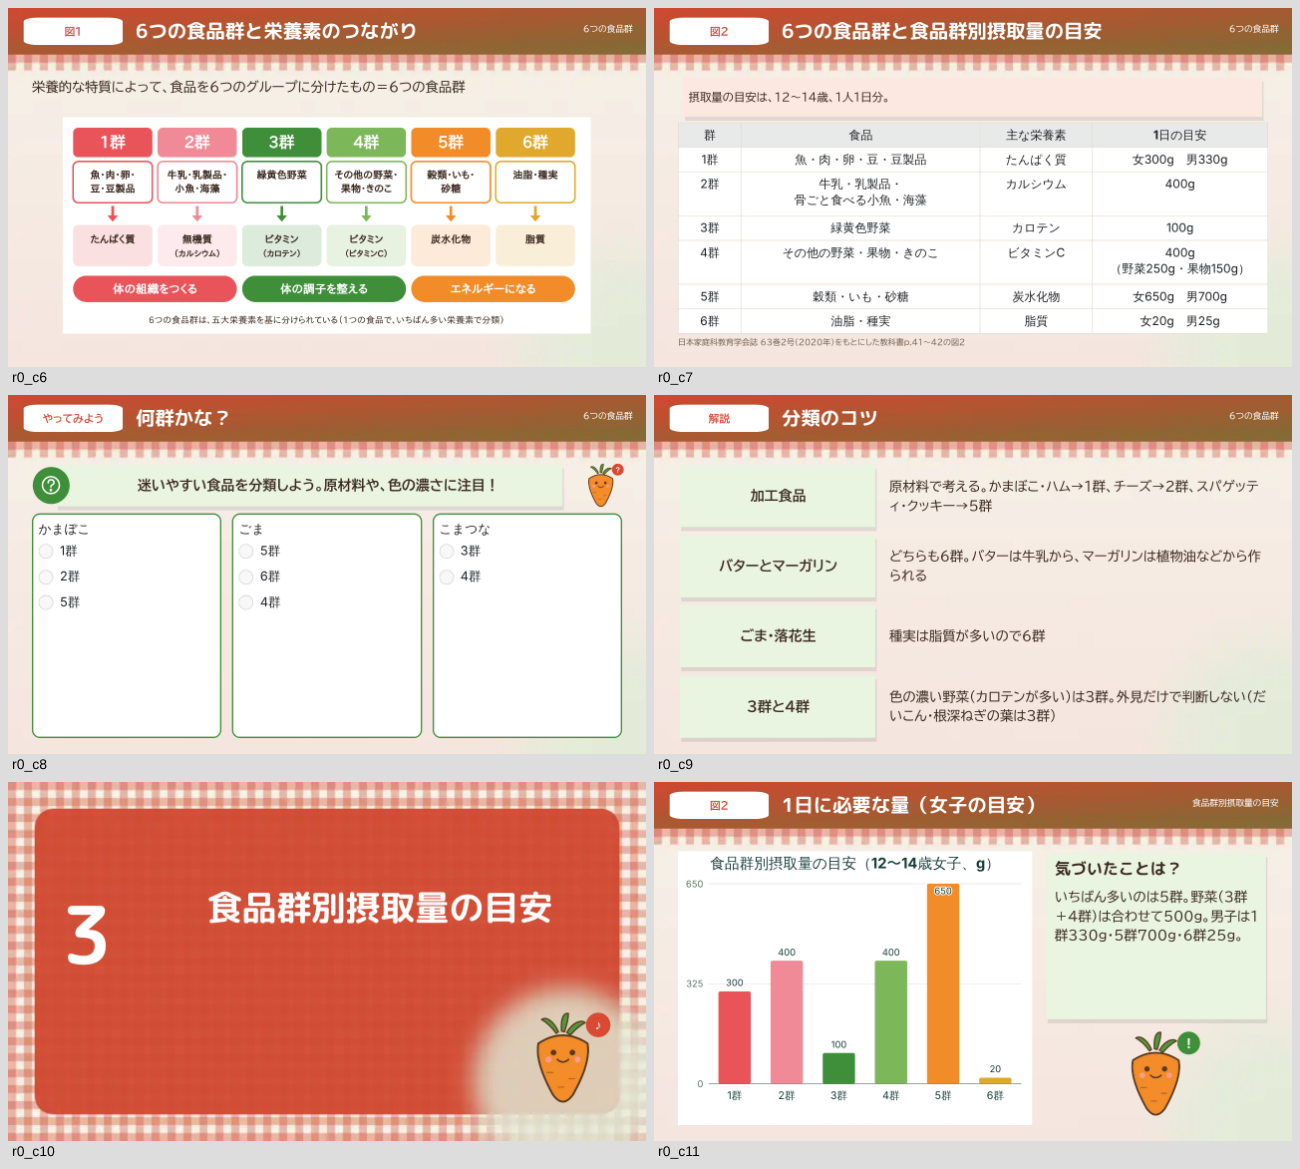 図1
6つの食品群と栄養素のつながり
6つの食品群
栄養的な特質によって、食品を6つのグループに分けたもの＝6つの食品群
1群
2群
3群
4群
5群
6群
魚・肉・卵・
豆・豆製品
牛乳・乳製品・
小魚・海藻
緑黄色野菜
その他の野菜・
果物・きのこ
穀類・いも・
砂糖
油脂・種実
たんぱく質
無機質
（カルシウム）
ビタミン
（カロテン）
ビタミン
（ビタミンC）
炭水化物
脂質
体の組織をつくる
体の調子を整える
エネルギーになる
6つの食品群は、五大栄養素を基に分けられている（1つの食品で、いちばん多い栄養素で分類）
r0_c6
図2
6つの食品群と食品群別摂取量の目安
6つの食品群
摂取量の目安は、12〜14歳、1人1日分。
群 食品 主な栄養素 1日の目安
1群 魚・肉・卵・豆・豆製品 たんぱく質 女300g 男330g
2群 牛乳・乳製品・ カルシウム 400g
骨ごと食べる小魚・海藻
3群 緑黄色野菜 カロテン 100g
4群 その他の野菜・果物・きのこ ビタミンC 400g
（野菜250g・果物150g）
5群 穀類・いも・砂糖 炭水化物 女650g 男700g
6群 油脂・種実 脂質 女20g 男25g
日本家庭科教育学会誌 63巻2号（2020年）をもとにした教科書p.41〜42の図2
r0_c7
やってみよう
何群かな？
6つの食品群
?
迷いやすい食品を分類しよう。原材料や、色の濃さに注目！
?
かまぼこ
1群
2群
5群
ごま
5群
6群
4群
こまつな
3群
4群
r0_c8
解説
分類のコツ
6つの食品群
加工食品
原材料で考える。かまぼこ・ハム→1群、チーズ→2群、スパゲッテ
ィ・クッキー→5群
バターとマーガリン
どちらも6群。バターは牛乳から、マーガリンは植物油などから作
られる
ごま・落花生
種実は脂質が多いので6群
3群と4群
色の濃い野菜（カロテンが多い）は3群。外見だけで判断しない（だ
いこん・根深ねぎの葉は3群）
r0_c9
3
食品群別摂取量の目安
♪
r0_c10
図2
1日に必要な量（女子の目安）
食品群別摂取量の目安
食品群別摂取量の目安（12〜14歳女子、g）
650
325
0
300
400
100
400
650
20
1群
2群
3群
4群
5群
6群
気づいたことは？
いちばん多いのは5群。野菜（3群
＋4群）は合わせて500g。男子は1
群330g・5群700g・6群25g。
!
r0_c11